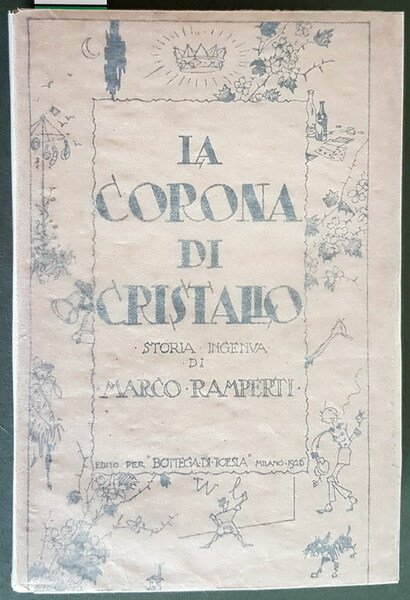 LA
CORONA
DI
CRISTALLO
· STORIA · INGENVA ·
DI
· MARCO · RAMPERTI ·
EDITO PER "BOTTEGA · DI · POESIA" MILANO · 1926
W